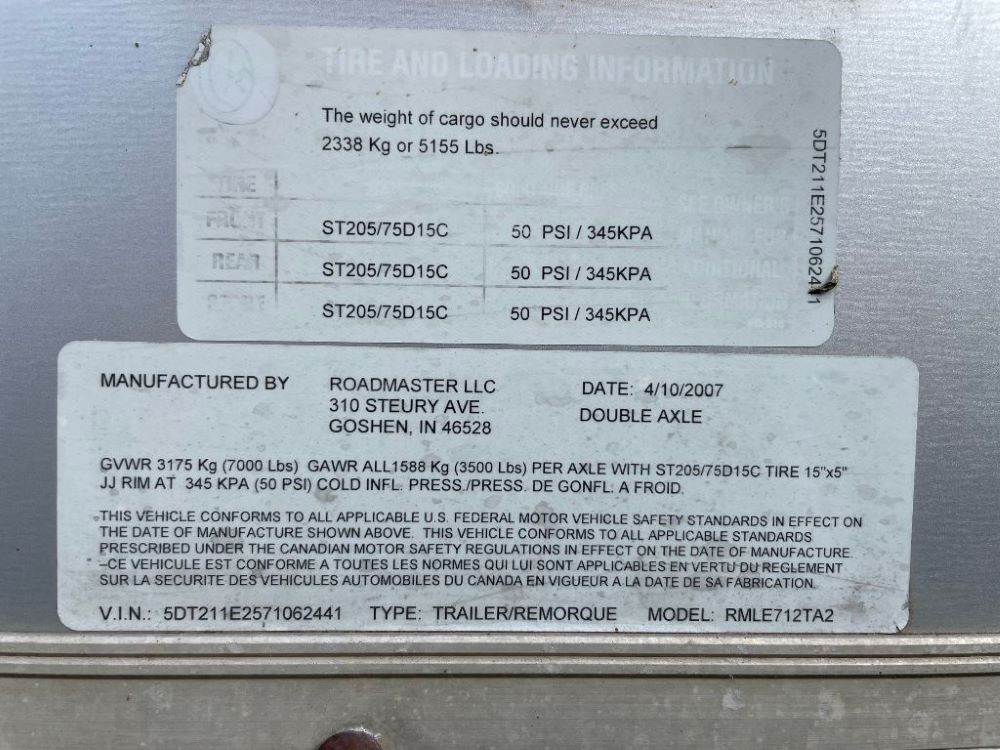 TIRE AND LOADING INFORMATION
The weight of cargo should never exceed
2338 Kg or 5155 Lbs.
TIRE
FRONT ST205/75D15C 50 PSI / 345KPA
REAR ST205/75D15C 50 PSI / 345KPA
ST205/75D15C 50 PSI / 345KPA
SEE OWNER'S
5DT211E2571062441
MANUFACTURED BY ROADMASTER LLC DATE: 4/10/2007
310 STEURY AVE. DOUBLE AXLE
GOSHEN, IN 46528
GVWR 3175 Kg (7000 Lbs) GAWR ALL1588 Kg (3500 Lbs) PER AXLE WITH ST205/75D15C TIRE 15"x5"
JJ RIM AT 345 KPA (50 PSI) COLD INFL. PRESS./PRESS. DE GONFL. A FROID.
-THIS VEHICLE CONFORMS TO ALL APPLICABLE U.S. FEDERAL MOTOR VEHICLE SAFETY STANDARDS IN EFFECT ON
THE DATE OF MANUFACTURE SHOWN ABOVE. THIS VEHICLE CONFORMS TO ALL APPLICABLE STANDARDS
PRESCRIBED UNDER THE CANADIAN MOTOR SAFETY REGULATIONS IN EFFECT ON THE DATE OF MANUFACTURE.
-CE VEHICULE EST CONFORME A TOUTES LES NORMES QUI LUI SONT APPLICABLES EN VERTU DU REGLEMENT
SUR LA SECURITE DES VEHICULES AUTOMOBILES DU CANADA EN VIGUEUR A LA DATE DE SA FABRICATION.
V.I.N.: 5DT211E2571062441 TYPE: TRAILER/REMORQUE MODEL: RMLE712TA2